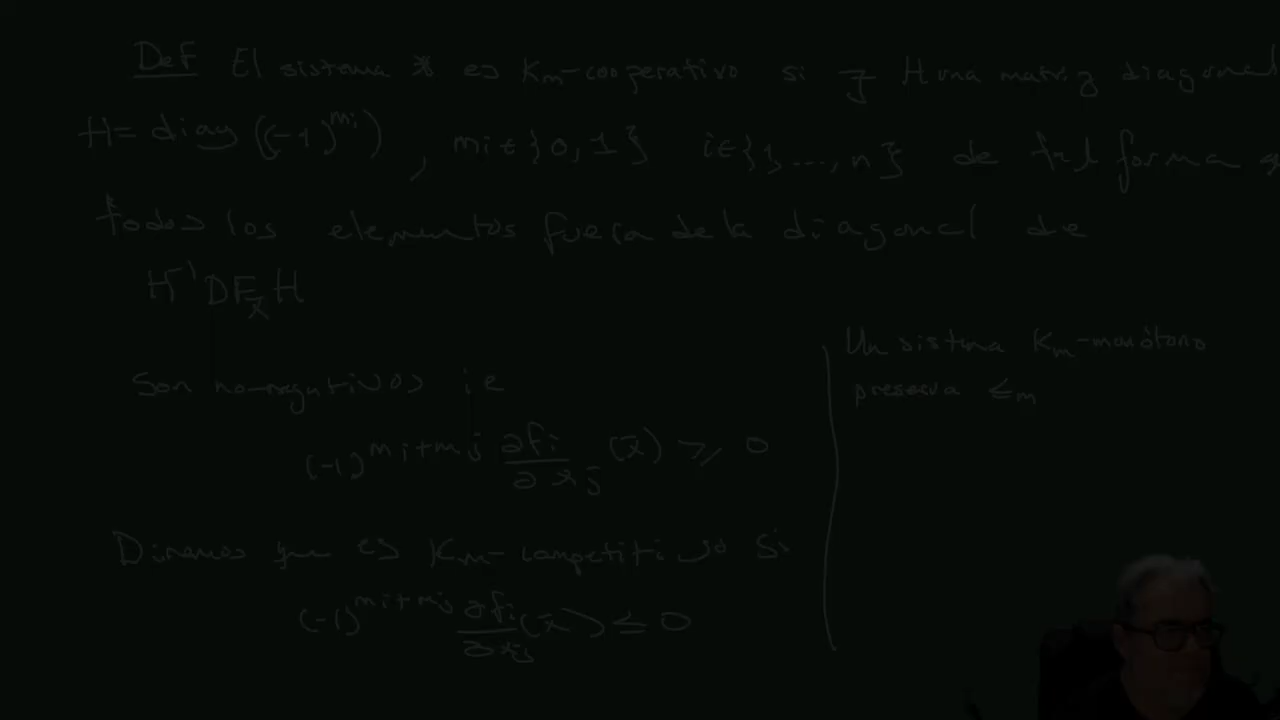 Def El sistema * es Km-cooperativo si ∃ H una matriz diagonal
H = diag ((-1)^{mi}) , mi ∈ {0,1} i ∈ {1,...,n} de tal forma q
todos los elementos fuera de la diagonal de
H^{-1} DF_{x̄} H
Son no-negativos ie
(-1)^{mi+mj} ∂fi/∂xj (x̄) ≥ 0
Diremos que es Km-competitivo si
(-1)^{mi+mj} ∂fi/∂xj (x̄) ≤ 0
Un sistema Km-monótono
preserva ≤m